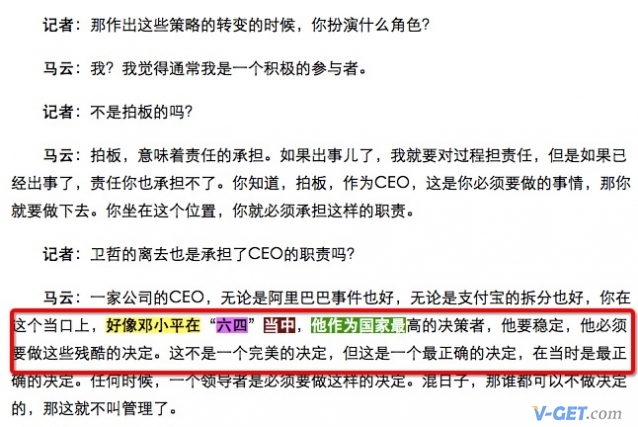 记者：那作出这些策略的转变的时候，你扮演什么角色？
马云：我？我觉得通常我是一个积极的参与者。
记者：不是拍板的吗？
马云：拍板，意味着责任的承担。如果出事儿了，我就要对过程担责任，但是如果已
经出事了，责任你也承担不了。你知道，拍板，作为CEO，这是你必须要做的事情，那你
就要做下去。你坐在这个位置，你就必须承担这样的职责。
记者：卫哲的离去也是承担了CEO的职责吗？
马云：一家公司的CEO，无论是阿里巴巴事件也好，无论是支付宝的拆分也好，你在
这个当口上，好像邓小平在“六四”当中，他作为国家最高的决策者，他要稳定，他必须
要做这些残酷的决定。这不是一个完美的决定，但这是一个最正确的决定，在当时是最正
确的决定。任何时候，一个领导者是必须要做这样的决定。混日子，那谁都可以不做决定
的，那这就不叫管理了。
V-GET.com